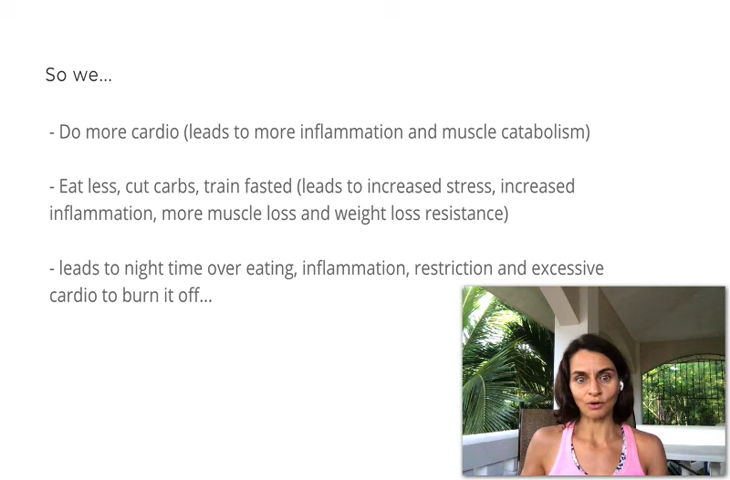 So we...
- Do more cardio (leads to more inflammation and muscle catabolism)
- Eat less, cut carbs, train fasted (leads to increased stress, increased
inflammation, more muscle loss and weight loss resistance)
- leads to night time over eating, inflammation, restriction and excessive
cardio to burn it off...